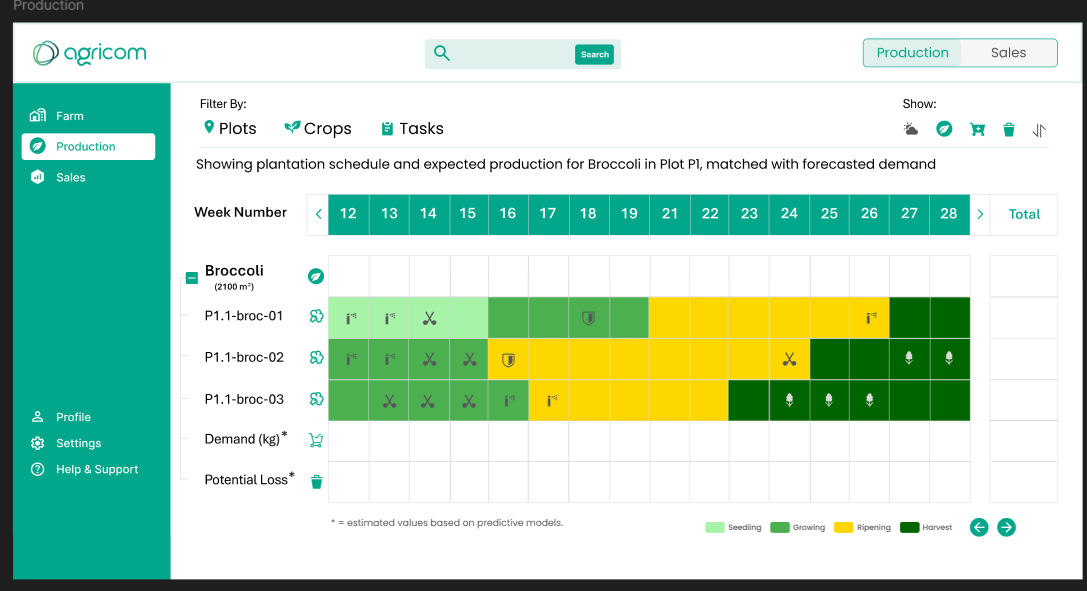 Production
agricom
Search
Production Sales
Farm
Production
Sales
Profile
Settings
Help & Support
Filter By:
Plots Crops Tasks
Show:
Showing plantation schedule and expected production for Broccoli in Plot P1, matched with forecasted demand
Week Number < 12 13 14 15 16 17 18 19 21 22 23 24 25 26 27 28 > Total
Broccoli
(2100 m²)
P1.1-broc-01
P1.1-broc-02
P1.1-broc-03
Demand (kg)*
Potential Loss*
* = estimated values based on predictive models.
Seedling Growing Ripening Harvest